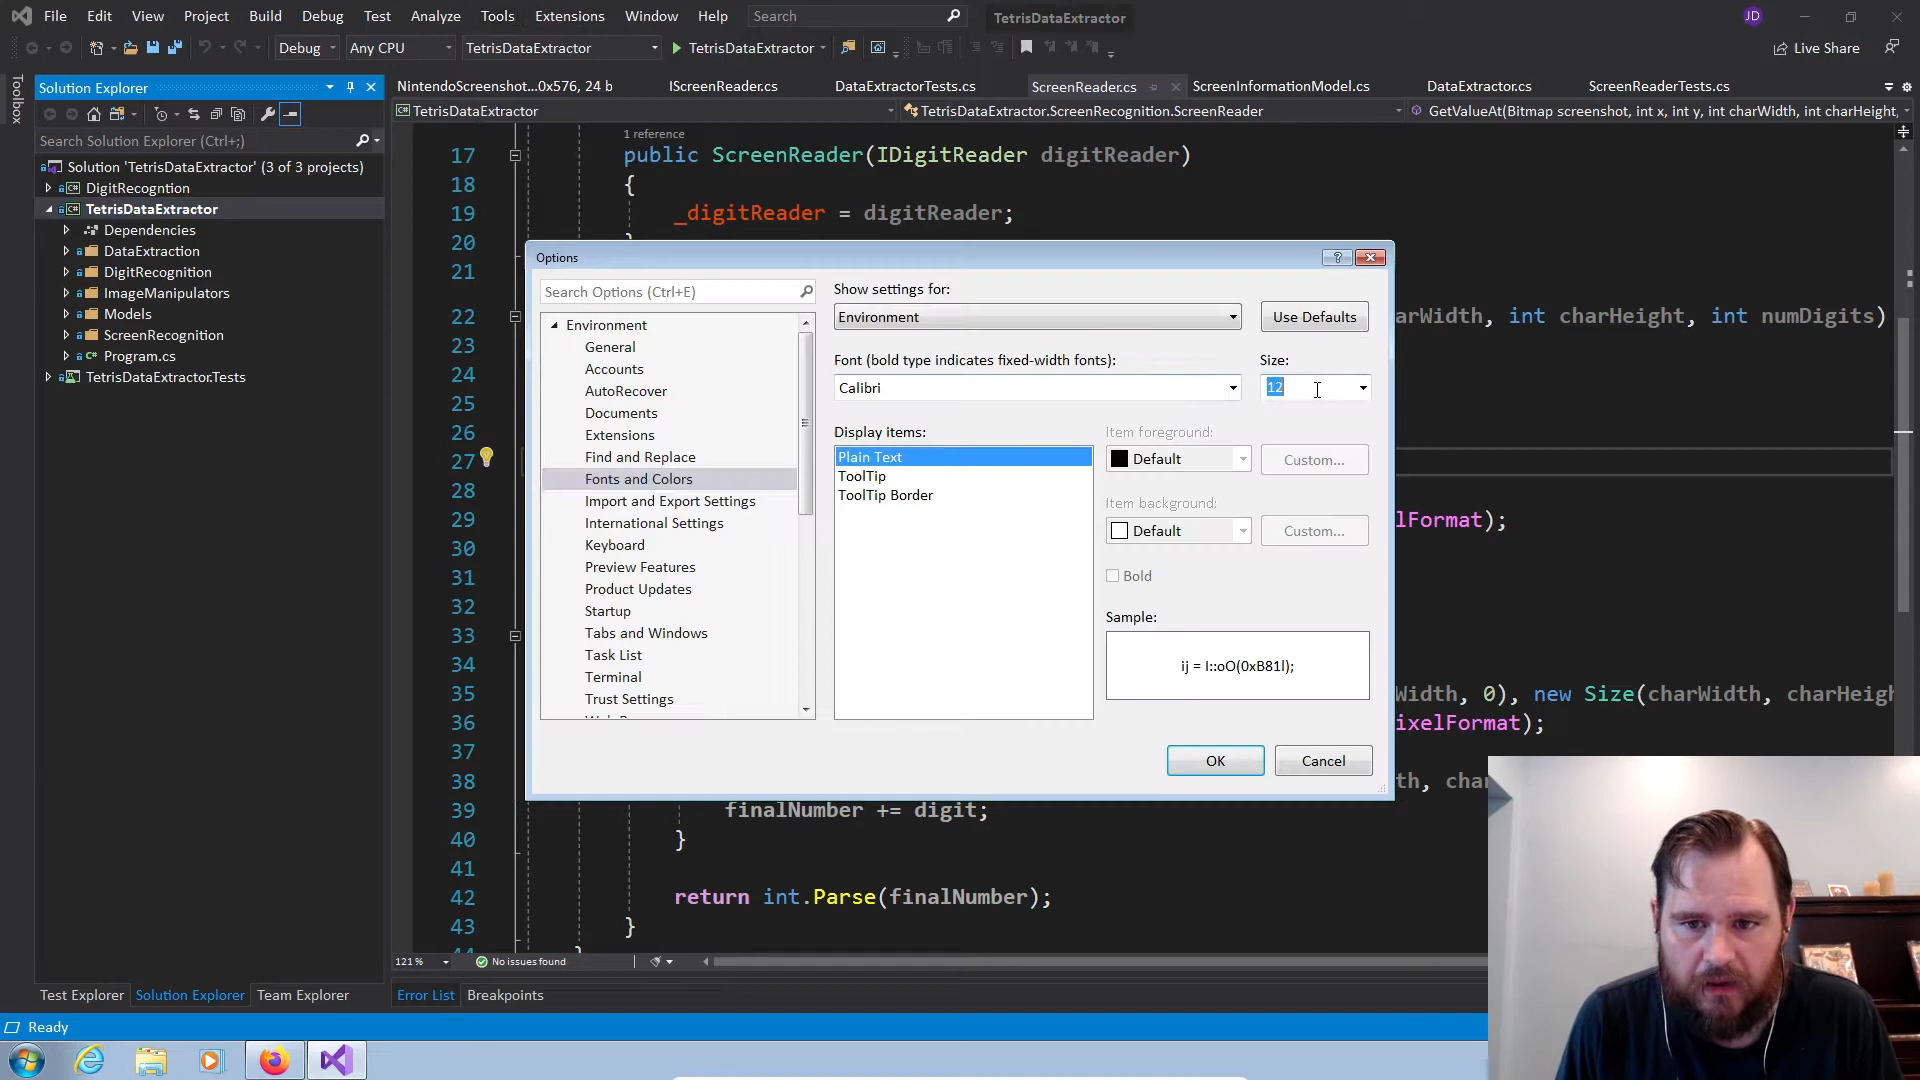 File Edit View Project Build Debug Test Analyze Tools Extensions Window Help Search TetrisDataExtractor JD
Debug Any CPU TetrisDataExtractor TetrisDataExtractor Live Share
Toolbox
Solution Explorer
Search Solution Explorer (Ctrl+;)
Solution 'TetrisDataExtractor' (3 of 3 projects)
DigitRecogntion
TetrisDataExtractor
Dependencies
DataExtraction
DigitRecognition
ImageManipulators
Models
ScreenRecognition
Program.cs
TetrisDataExtractor.Tests
Test Explorer Solution Explorer Team Explorer
NintendoScreenshot...0x576, 24 b IScreenReader.cs DataExtractorTests.cs ScreenReader.cs ScreenInformationModel.cs DataExtractor.cs ScreenReaderTests.cs
TetrisDataExtractor TetrisDataExtractor.ScreenRecognition.ScreenReader GetValueAt(Bitmap screenshot, int x, int y, int charWidth, int charHeight,
1 reference
17 public ScreenReader(IDigitReader digitReader)
18 {
19 _digitReader = digitReader;
20
21
22 arWidth, int charHeight, int numDigits)
23
24
25
26
27
28
29 lFormat);
30
31
32
33
34
35 Width, 0), new Size(charWidth, charHeigh
36 ixelFormat);
37
38 th, cha
39 finalNumber += digit;
40 }
41
42 return int.Parse(finalNumber);
43 }
44
121 % No issues found
Error List Breakpoints
Options
Search Options (Ctrl+E)
Environment
General
Accounts
AutoRecover
Documents
Extensions
Find and Replace
Fonts and Colors
Import and Export Settings
International Settings
Keyboard
Preview Features
Product Updates
Startup
Tabs and Windows
Task List
Terminal
Trust Settings
Show settings for:
Environment Use Defaults
Font (bold type indicates fixed-width fonts): Size:
Calibri 12
Display items:
Plain Text
ToolTip
ToolTip Border
Item foreground:
Default Custom...
Item background:
Default Custom...
Bold
Sample:
ij = I::oO(0xB81l);
OK Cancel
Ready